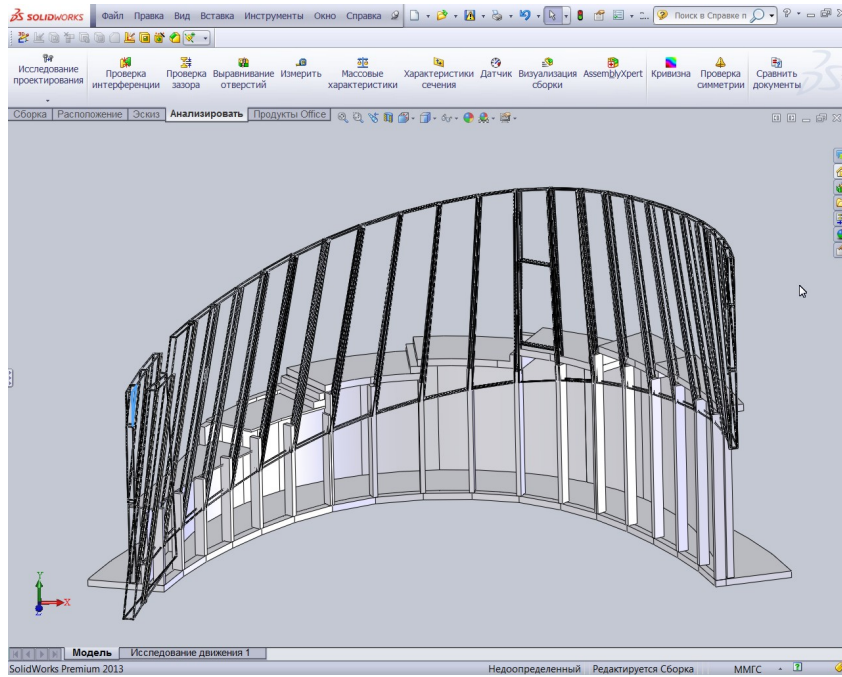 SOLIDWORKS Файл Правка Вид Вставка Инструменты Окно Справка Поиск в Справке п
Исследование проектирования
Проверка интерференции
Проверка зазора
Выравнивание отверстий
Измерить
Массовые характеристики
Характеристики сечения
Датчик
Визуализация сборки
AssemblyXpert
Кривизна
Проверка симметрии
Сравнить документы
Сборка Расположение Эскиз Анализировать Продукты Office
Y
X
Z
Модель Исследование движения 1
SolidWorks Premium 2013 Недоопределенный Редактируется Сборка ММГС